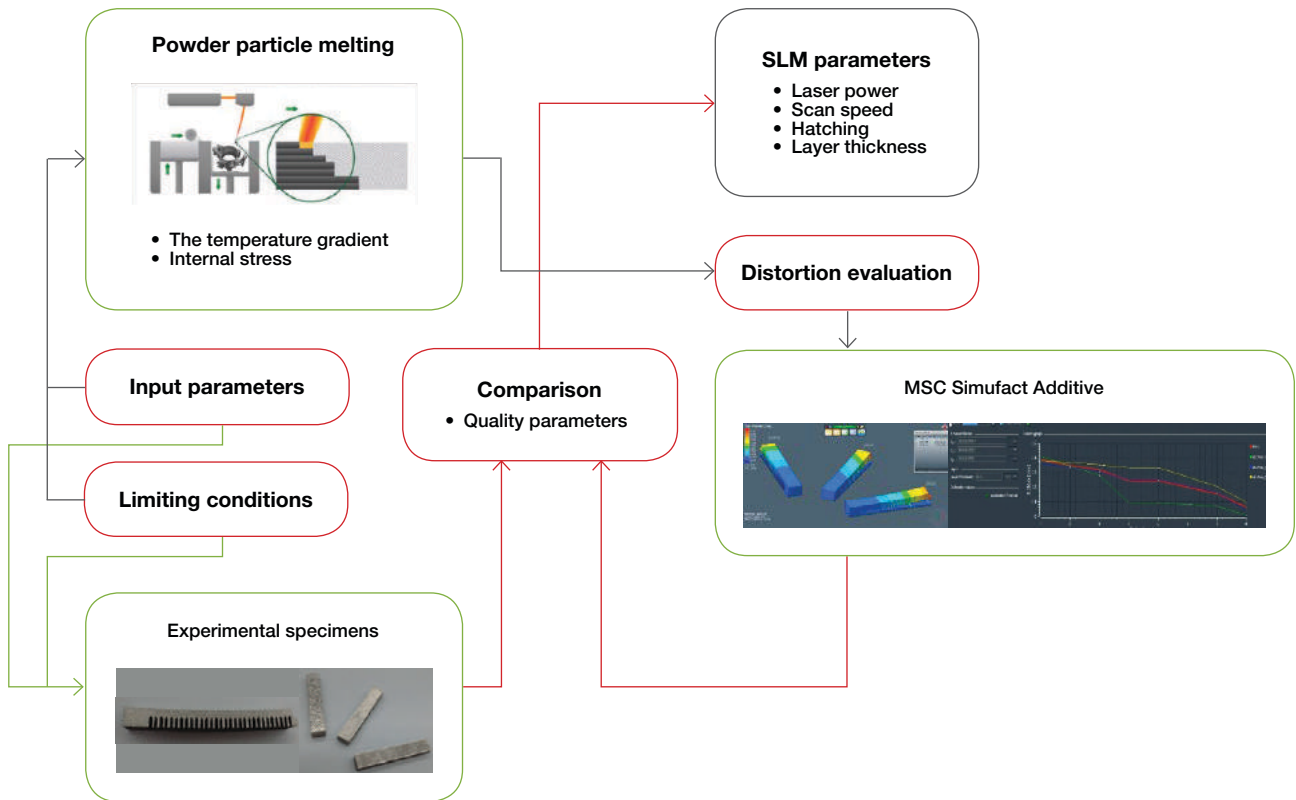 Powder particle melting
• The temperature gradient
• Internal stress
SLM parameters
• Laser power
• Scan speed
• Hatching
• Layer thickness
Distortion evaluation
Input parameters
Comparison
• Quality parameters
Limiting conditions
MSC Simufact Additive
Experimental specimens